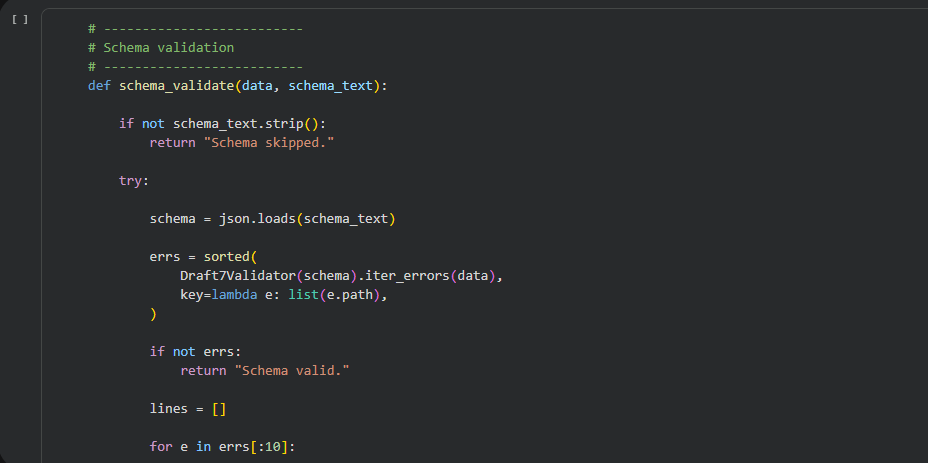 [ ]
# --------------------------
# Schema validation
# --------------------------
def schema_validate(data, schema_text):
if not schema_text.strip():
return "Schema skipped."
try:
schema = json.loads(schema_text)
errs = sorted(
Draft7Validator(schema).iter_errors(data),
key=lambda e: list(e.path),
)
if not errs:
return "Schema valid."
lines = []
for e in errs[:10]: